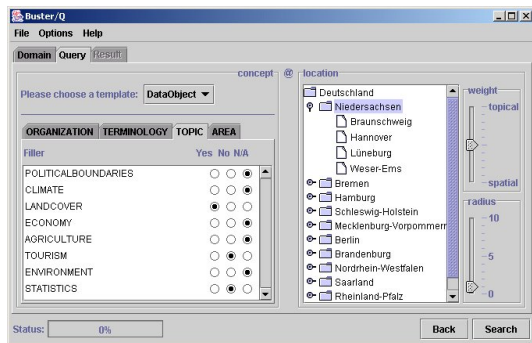 Buster/Q
File Options Help
Domain Query Result
concept @ location
Please choose a template: DataObject
ORGANIZATION TERMINOLOGY TOPIC AREA
Filler Yes No N/A
POLITICALBOUNDARIES
CLIMATE
LANDCOVER
ECONOMY
AGRICULTURE
TOURISM
ENVIRONMENT
STATISTICS
Deutschland
Niedersachsen
Braunschweig
Hannover
Lüneburg
Weser-Ems
Bremen
Hamburg
Schleswig-Holstein
Mecklenburg-Vorpommern
Berlin
Brandenburg
Nordrhein-Westfalen
Saarland
Rheinland-Pfalz
weight
topical
spatial
radius
10
5
0
Status: 0% Back Search